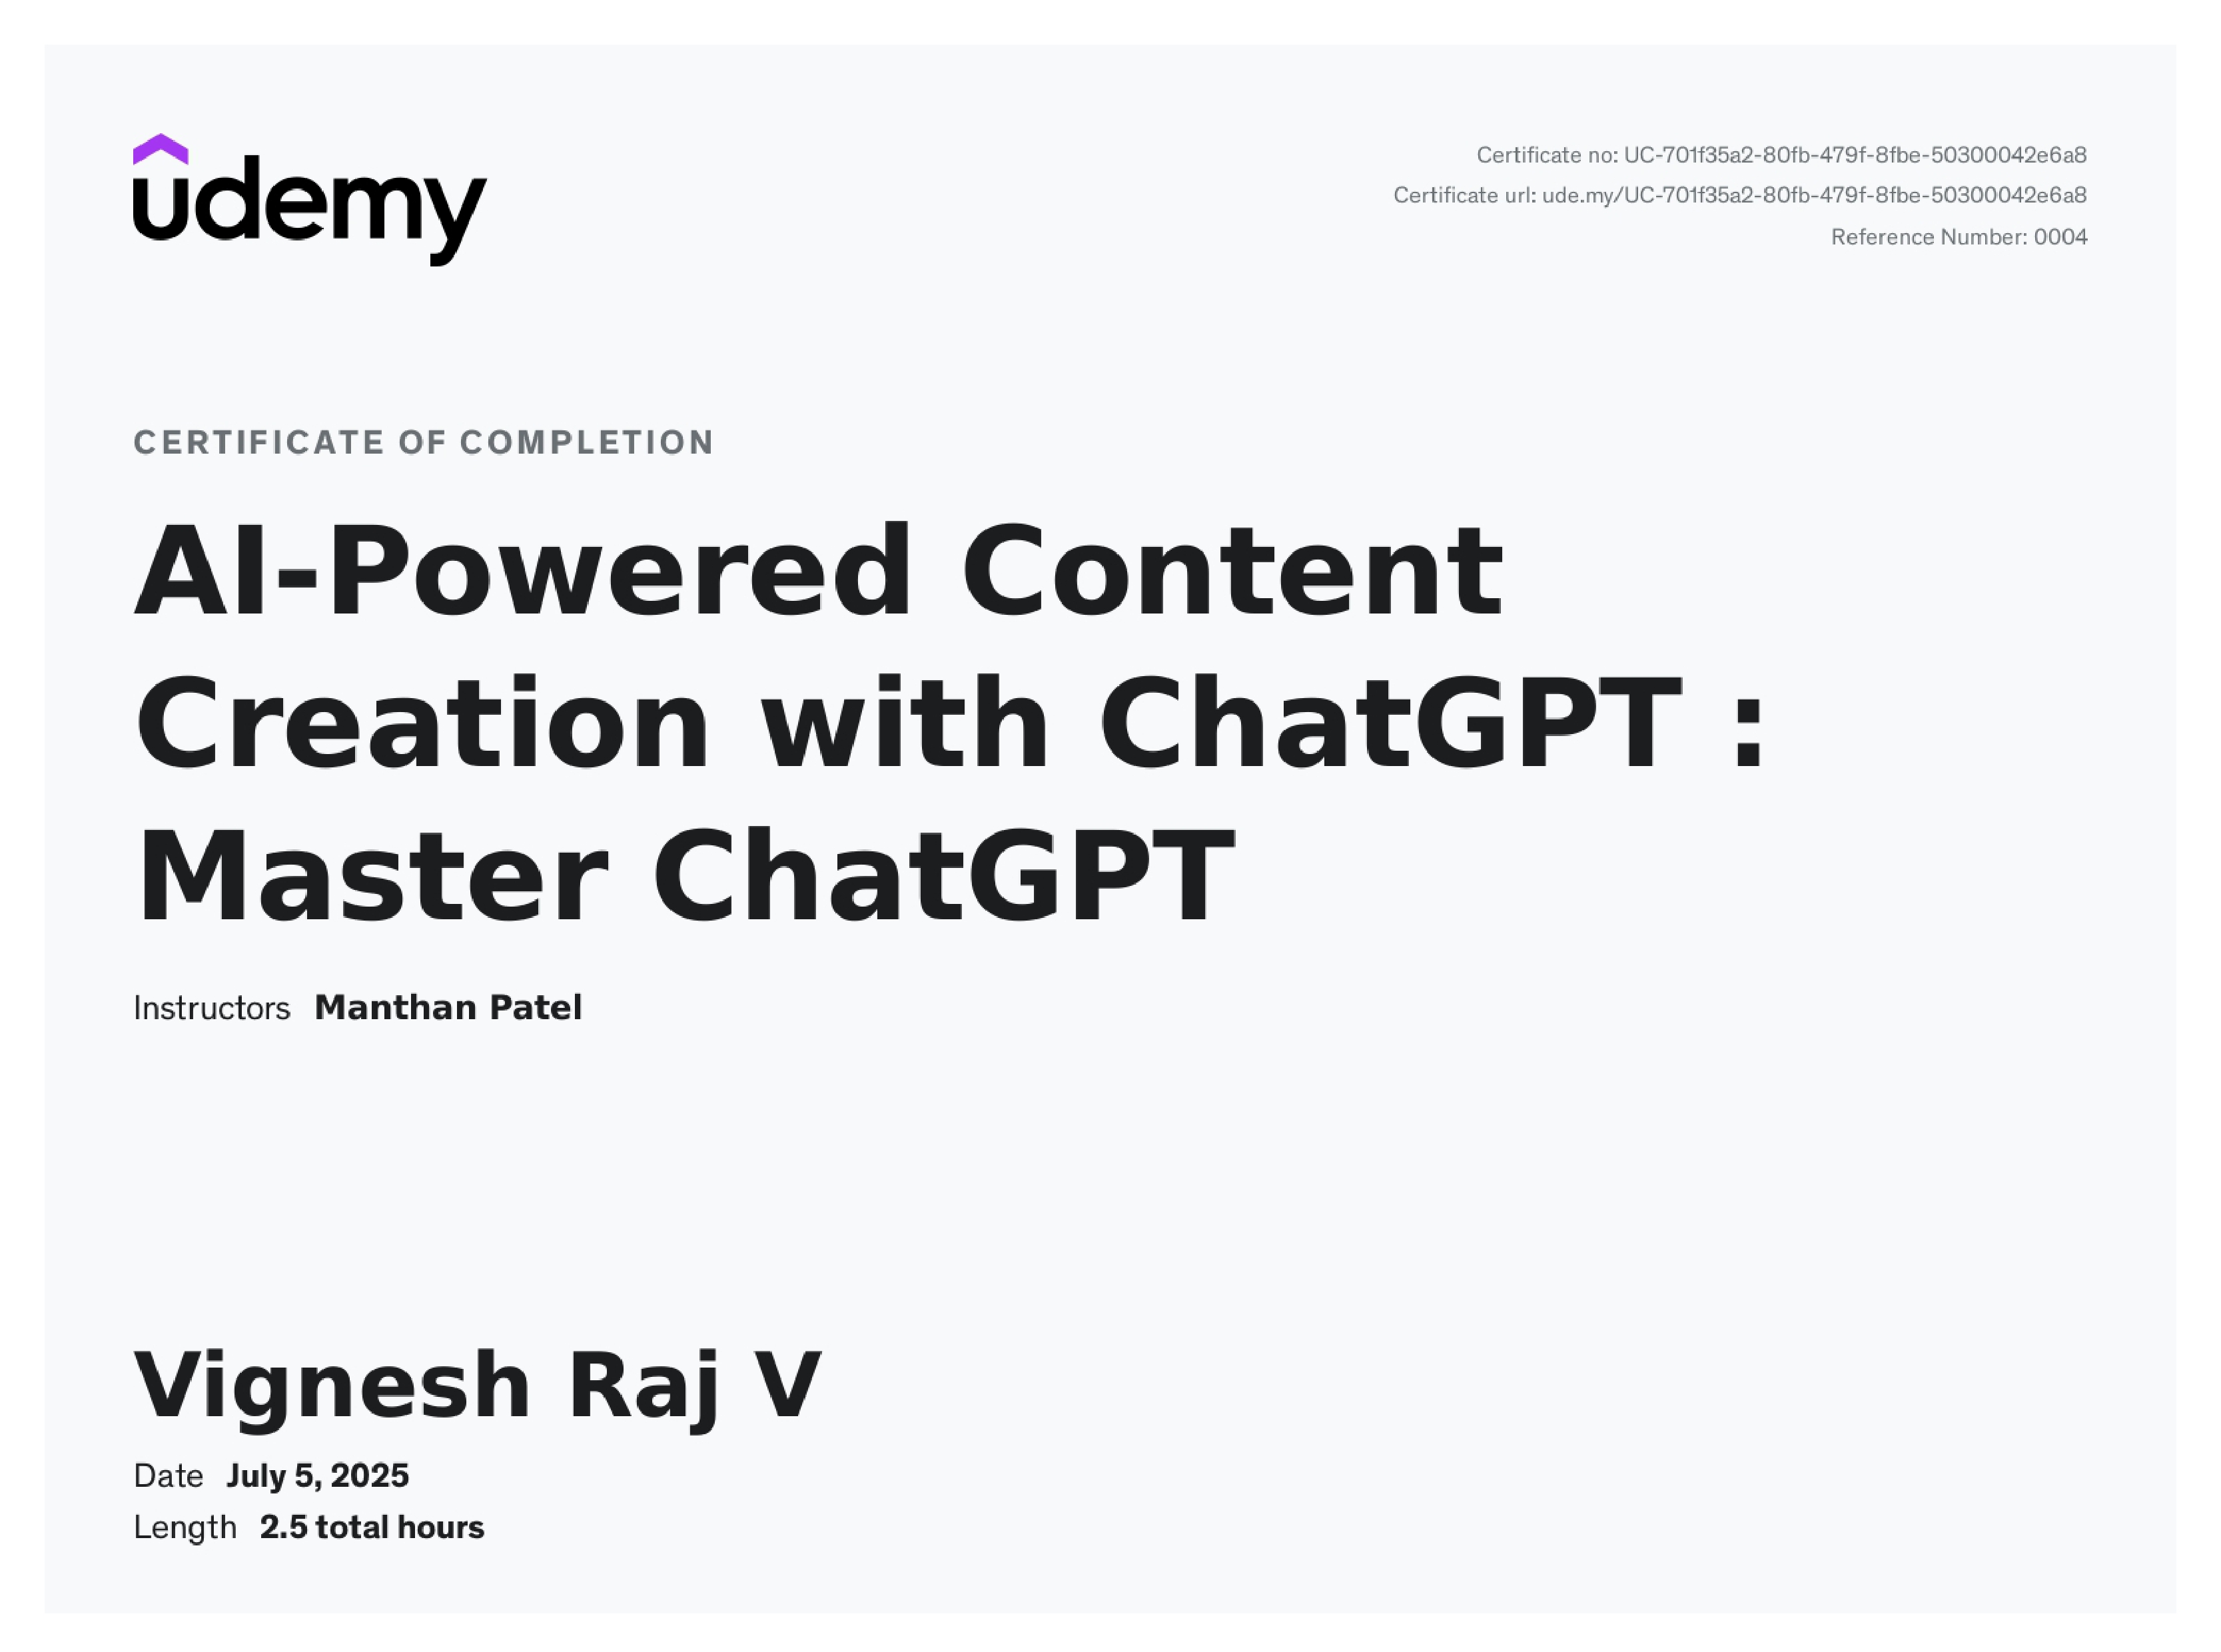 udemy
Certificate no: UC-701f35a2-80fb-479f-8fbe-50300042e6a8
Certificate url: ude.my/UC-701f35a2-80fb-479f-8fbe-50300042e6a8
Reference Number: 0004
CERTIFICATE OF COMPLETION
AI-Powered Content
Creation with ChatGPT :
Master ChatGPT
Instructors Manthan Patel
Vignesh Raj V
Date July 5, 2025
Length 2.5 total hours